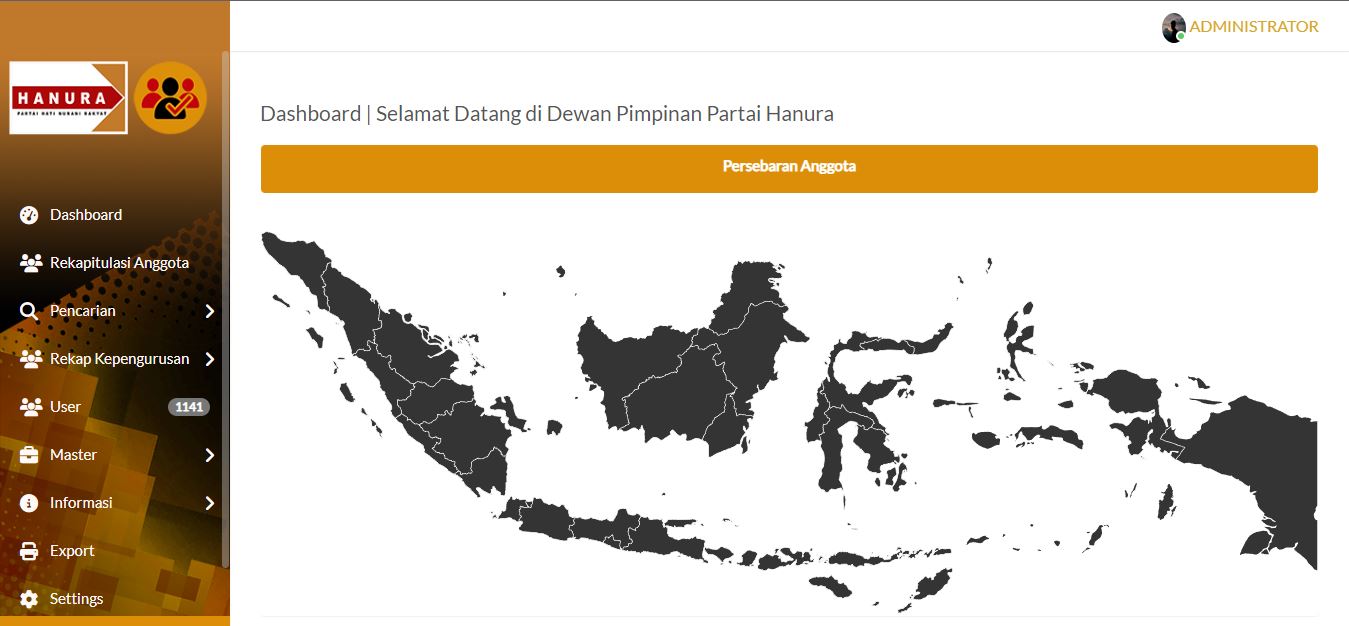 ADMINISTRATOR
HANURA
PARTAI HATI NURANI RAKYAT
Dashboard | Selamat Datang di Dewan Pimpinan Partai Hanura
Persebaran Anggota
Dashboard
Rekapitulasi Anggota
Pencarian
Rekap Kepengurusan
User 1141
Master
Informasi
Export
Settings